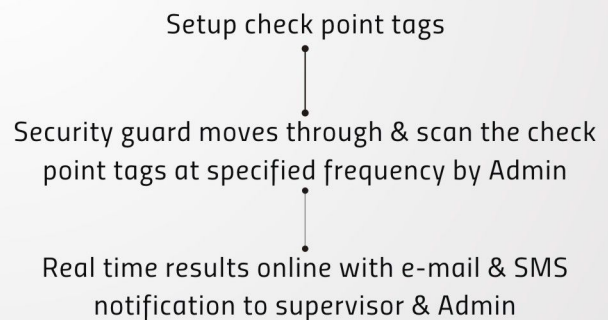 Setup check point tags
Security guard moves through & scan the check
point tags at specified frequency by Admin
Real time results online with e-mail & SMS
notification to supervisor & Admin